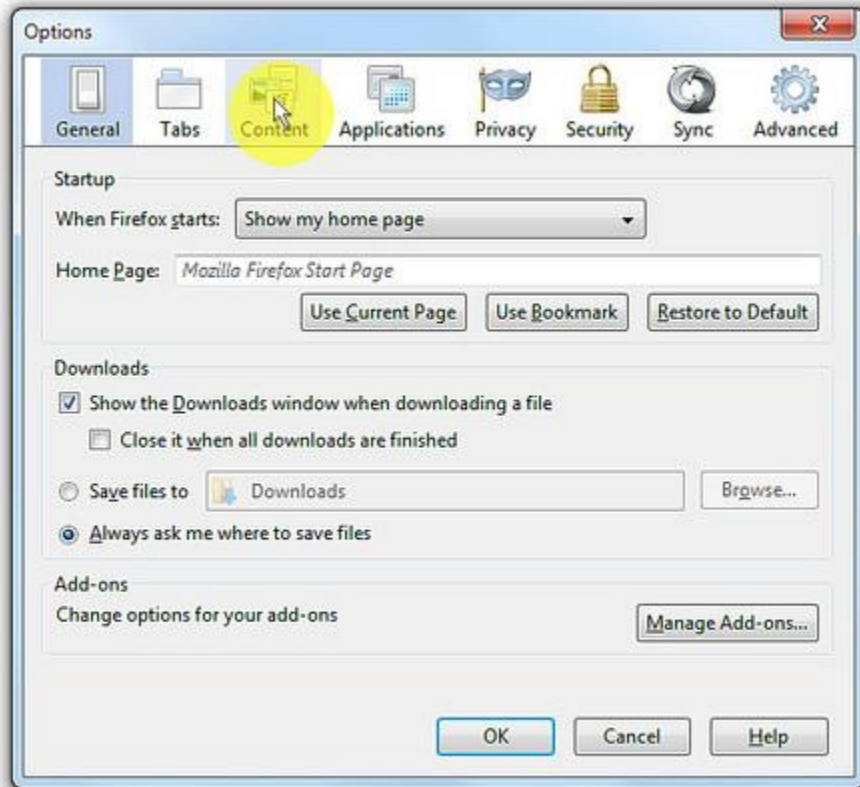 Options
General Tabs Content Applications Privacy Security Sync Advanced
Startup
When Firefox starts: Show my home page
Home Page: Mozilla Firefox Start Page
Use Current Page Use Bookmark Restore to Default
Downloads
Show the Downloads window when downloading a file
Close it when all downloads are finished
Save files to Downloads Browse...
Always ask me where to save files
Add-ons
Change options for your add-ons
Manage Add-ons...
OK Cancel Help